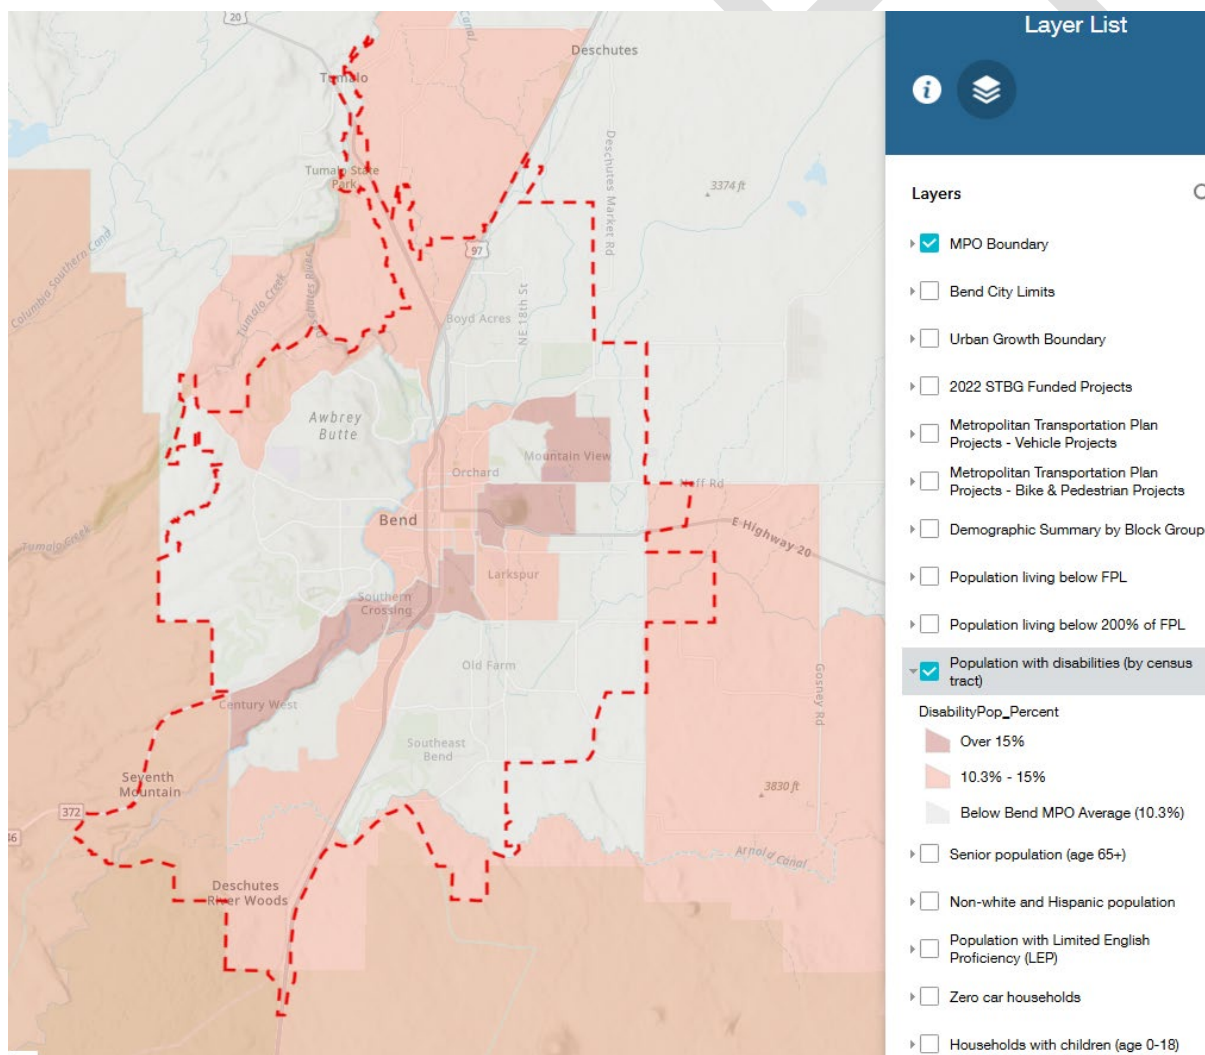 20
Canal
Deschutes
Tumalo
Tumalo State
Park
Deschutes Market Rd
3374 ft
Columbia Southern Canal
97
Tumalo Creek
Deschutes River
NE 18th St
Boyd Acres
Awbrey
Butte
Mountain View
Orchard
Neff Rd
Bend
E Highway 20
Tumalo Creek
Larkspur
Southern
Crossing
Old Farm
Gosney Rd
Century West
Southeast
Bend
Seventh
Mountain
3830 ft
372
46
Arnold Canal
Deschutes
River Woods
Layer List
Layers
MPO Boundary
Bend City Limits
Urban Growth Boundary
2022 STBG Funded Projects
Metropolitan Transportation Plan
Projects - Vehicle Projects
Metropolitan Transportation Plan
Projects - Bike & Pedestrian Projects
Demographic Summary by Block Group
Population living below FPL
Population living below 200% of FPL
Population with disabilities (by census
tract)
DisabilityPop_Percent
Over 15%
10.3% - 15%
Below Bend MPO Average (10.3%)
Senior population (age 65+)
Non-white and Hispanic population
Population with Limited English
Proficiency (LEP)
Zero car households
Households with children (age 0-18)